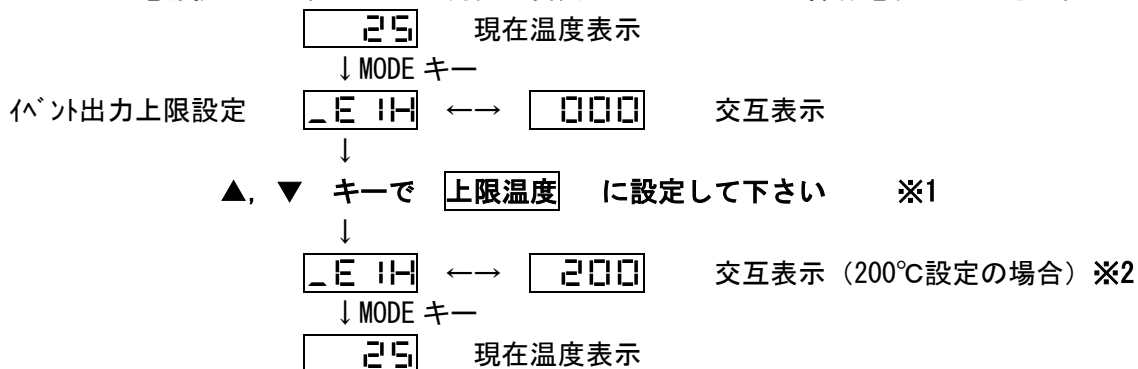 25 現在温度表示
↓MODE キー
イベント出力上限設定 _E1H ←→ 000 交互表示
↓
▲, ▼ キーで 上限温度 に設定して下さい ※1
↓
_E1H ←→ 200 交互表示（200℃設定の場合）※2
↓MODE キー
25 現在温度表示